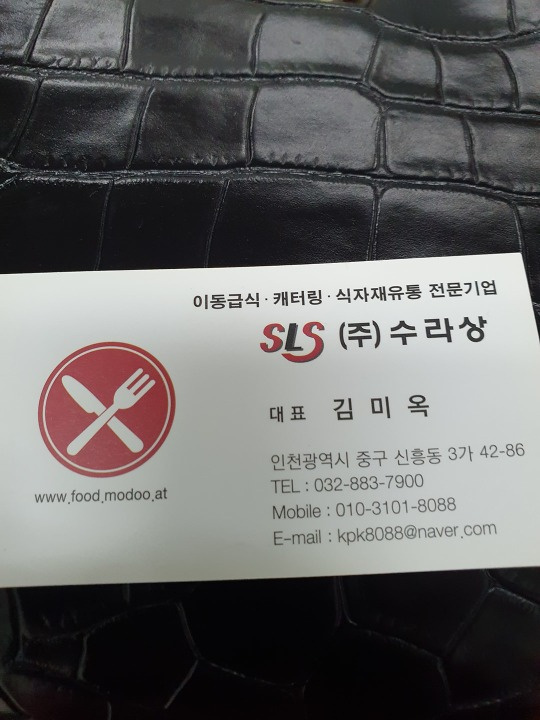 이동급식·캐터링·식자재유통 전문기업
SLS (주)수라상
대표 김미옥
인천광역시 중구 신흥동 3가 42-86
TEL : 032-883-7900
Mobile : 010-3101-8088
E-mail : kpk8088@naver.com
www.food.modoo.at